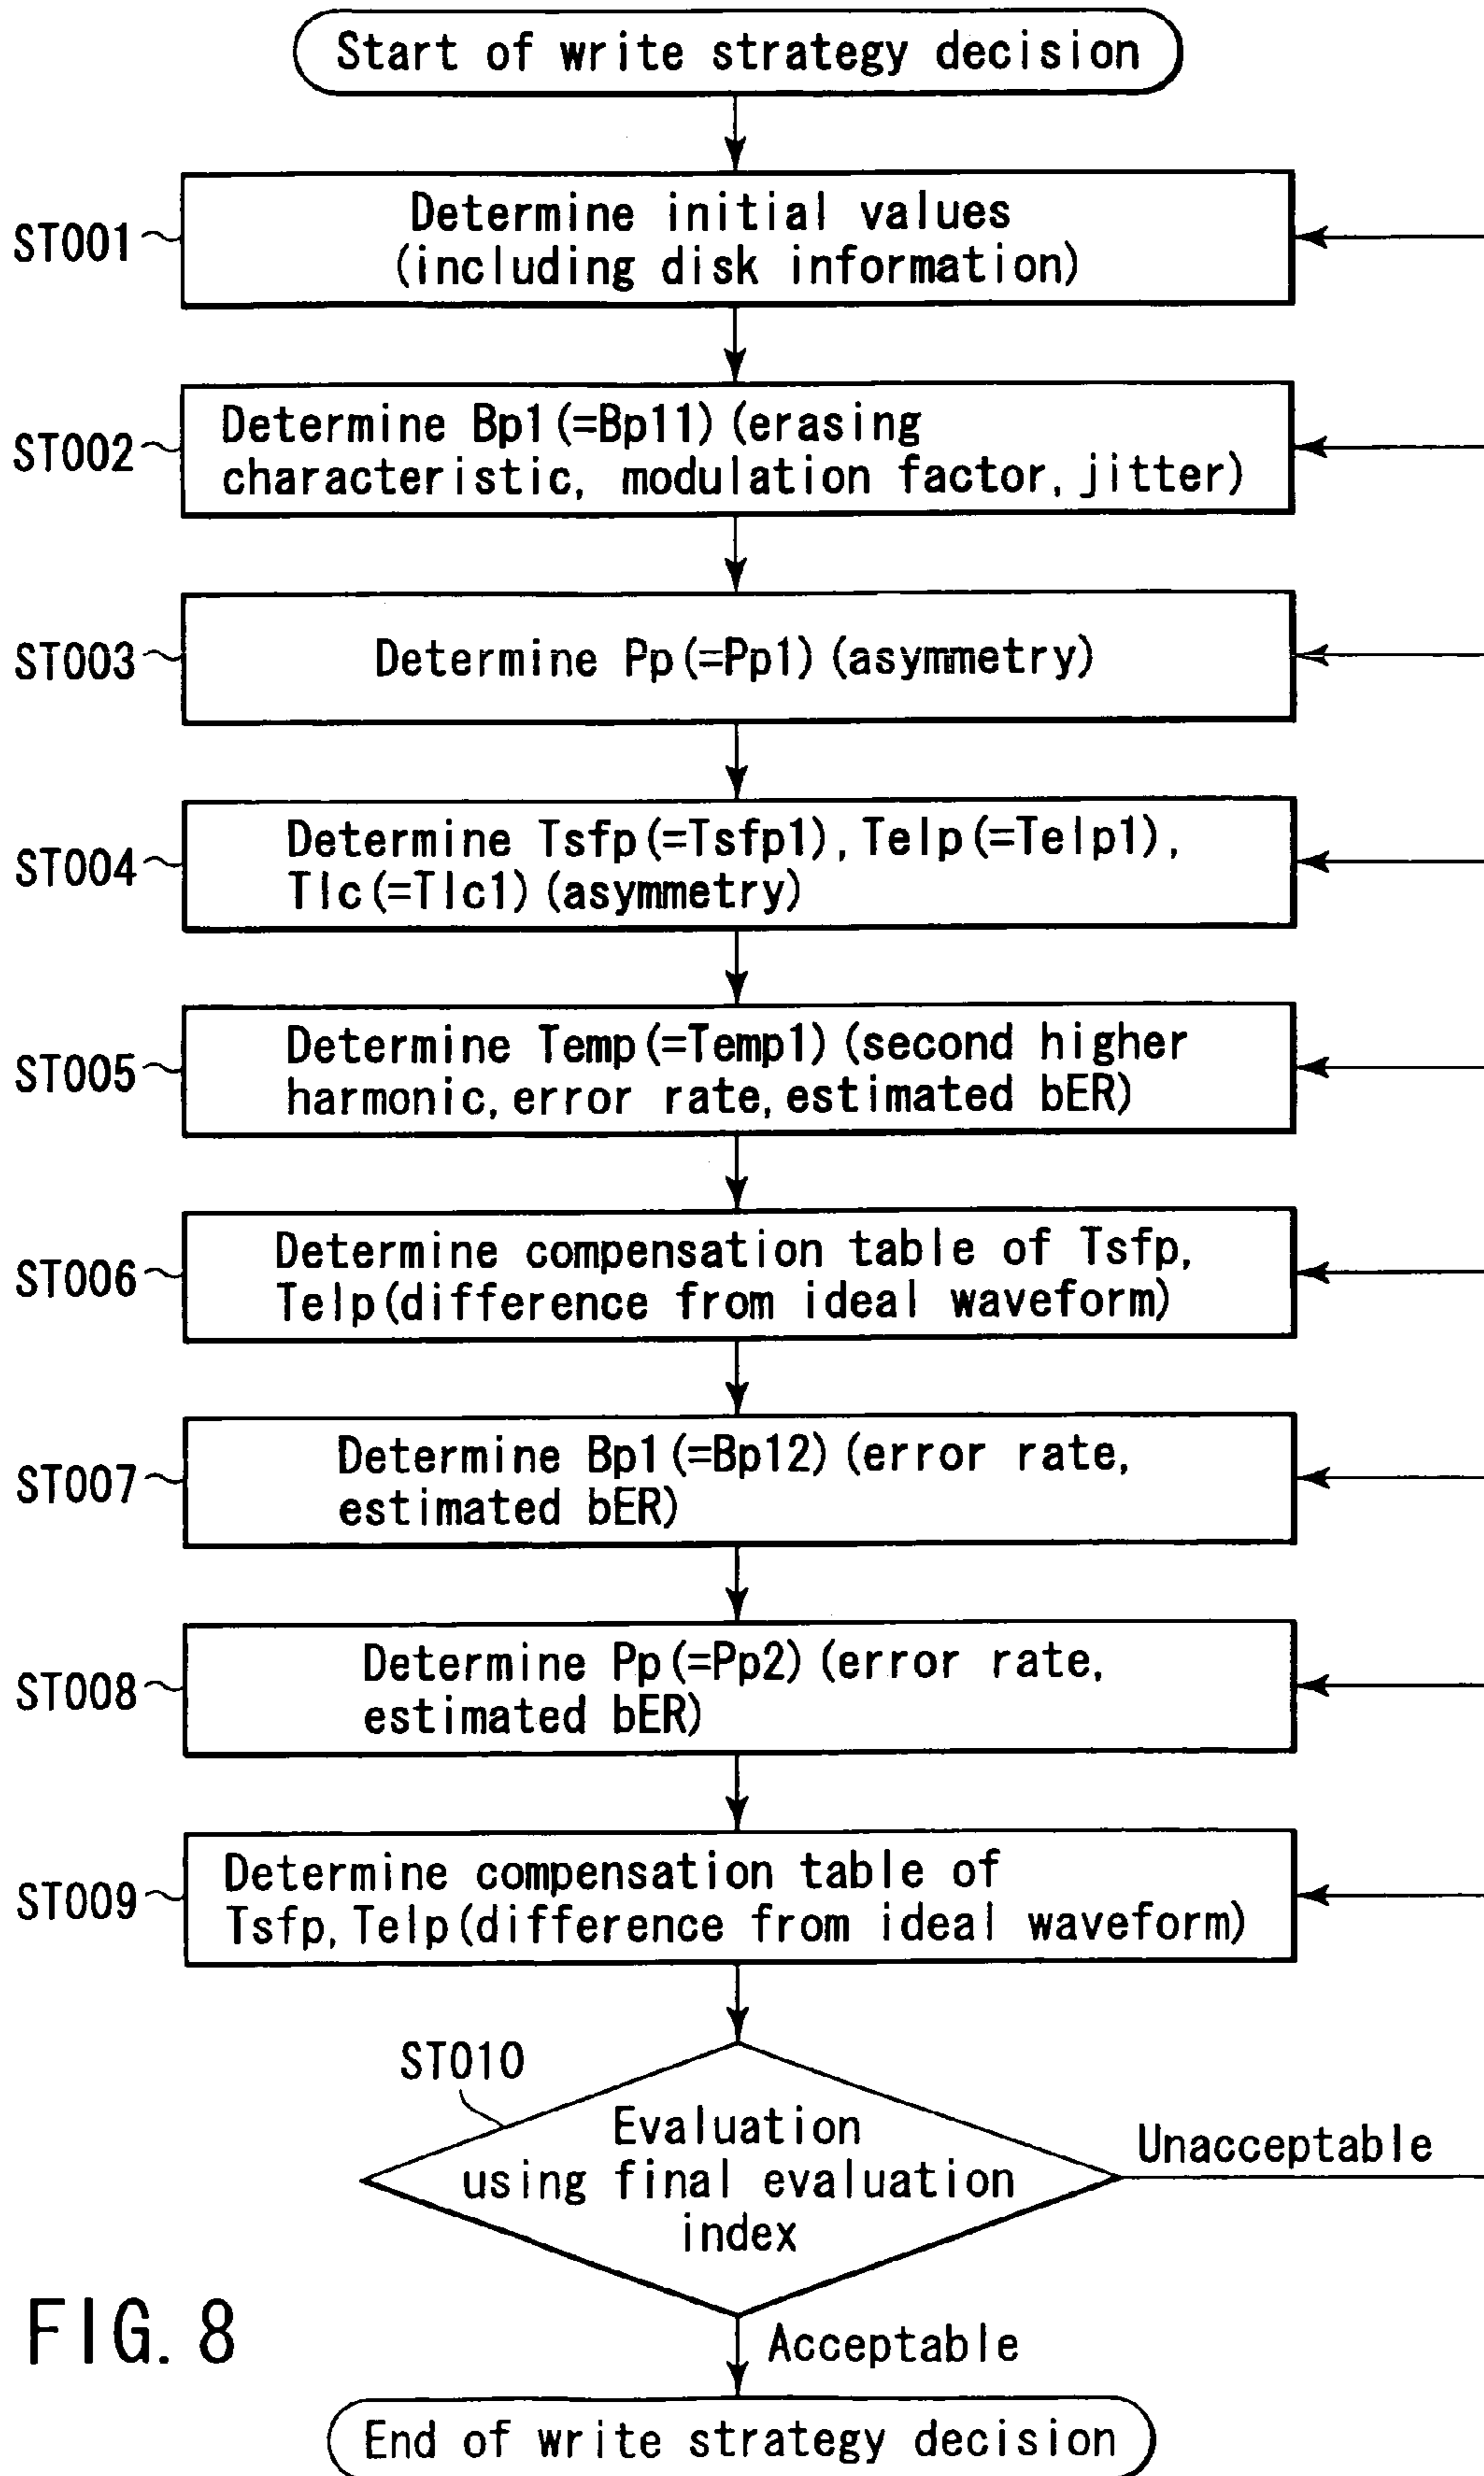 Start of write strategy decision
ST001
Determine initial values
(including disk information)
ST002
Determine Bp1(=Bp11)(erasing
characteristic, modulation factor, jitter)
ST003
Determine Pp(=Pp1)(asymmetry)
ST004
Determine Tsfp(=Tsfp1), Telp(=Telp1),
Tlc(=Tlc1)(asymmetry)
ST005
Determine Temp(=Temp1)(second higher
harmonic, error rate, estimated bER)
ST006
Determine compensation table of Tsfp,
Telp(difference from ideal waveform)
ST007
Determine Bp1(=Bp12)(error rate,
estimated bER)
ST008
Determine Pp(=Pp2)(error rate,
estimated bER)
ST009
Determine compensation table of
Tsfp, Telp(difference from ideal waveform)
ST010
Evaluation
using final evaluation
index
Unacceptable
Acceptable
End of write strategy decision
FIG. 8